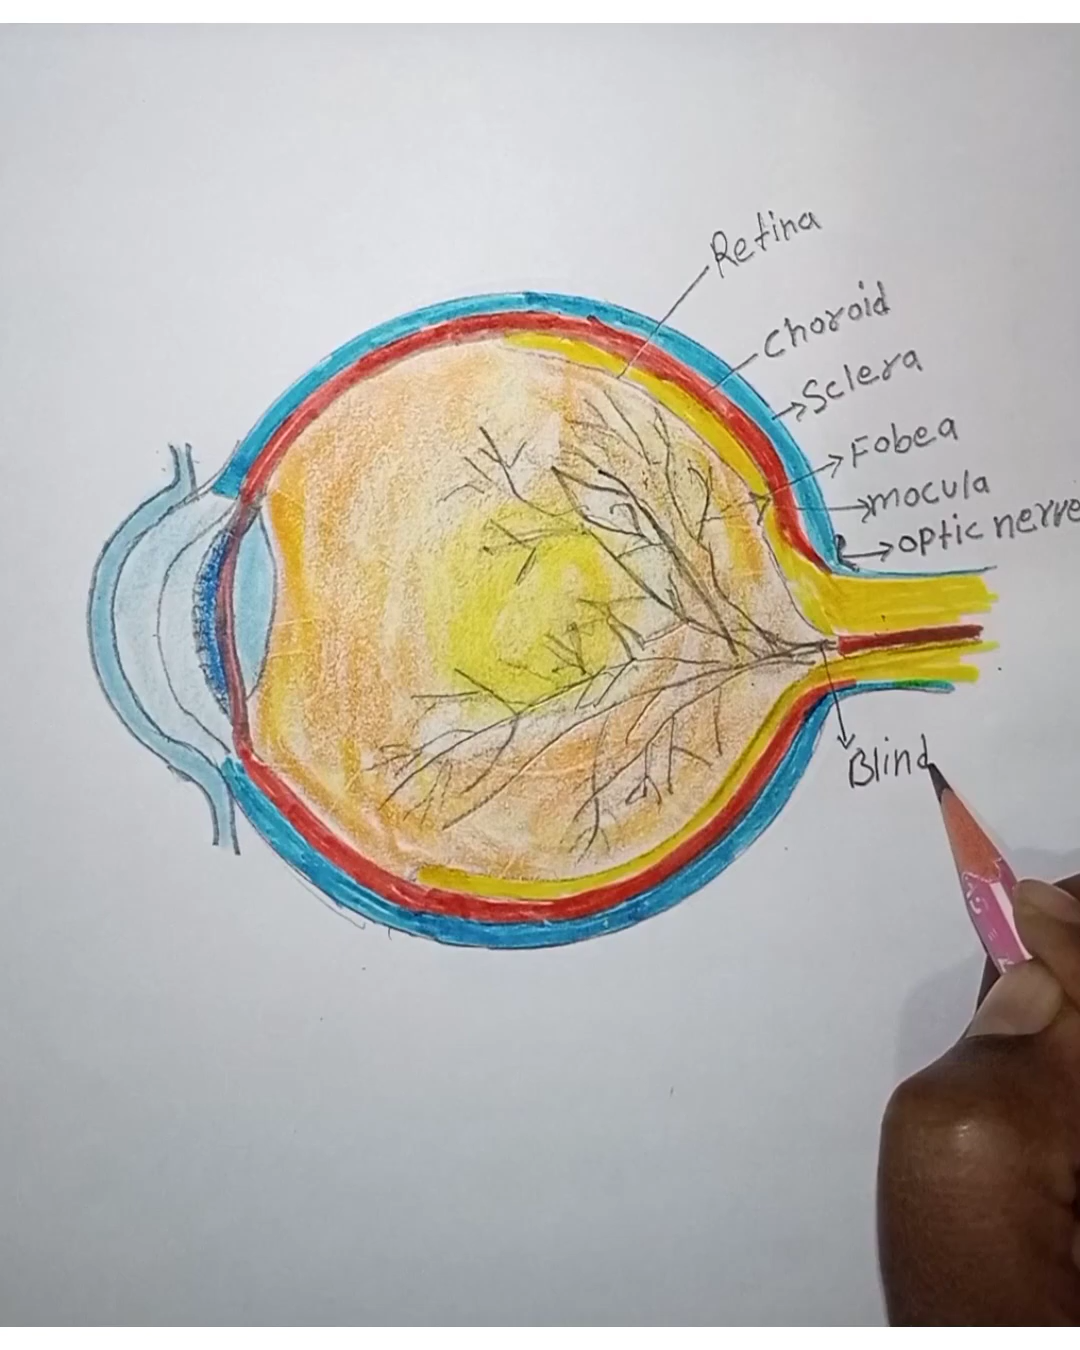 Retina
Choroid
Sclera
Fobea
mocula
optic nerve
Blind